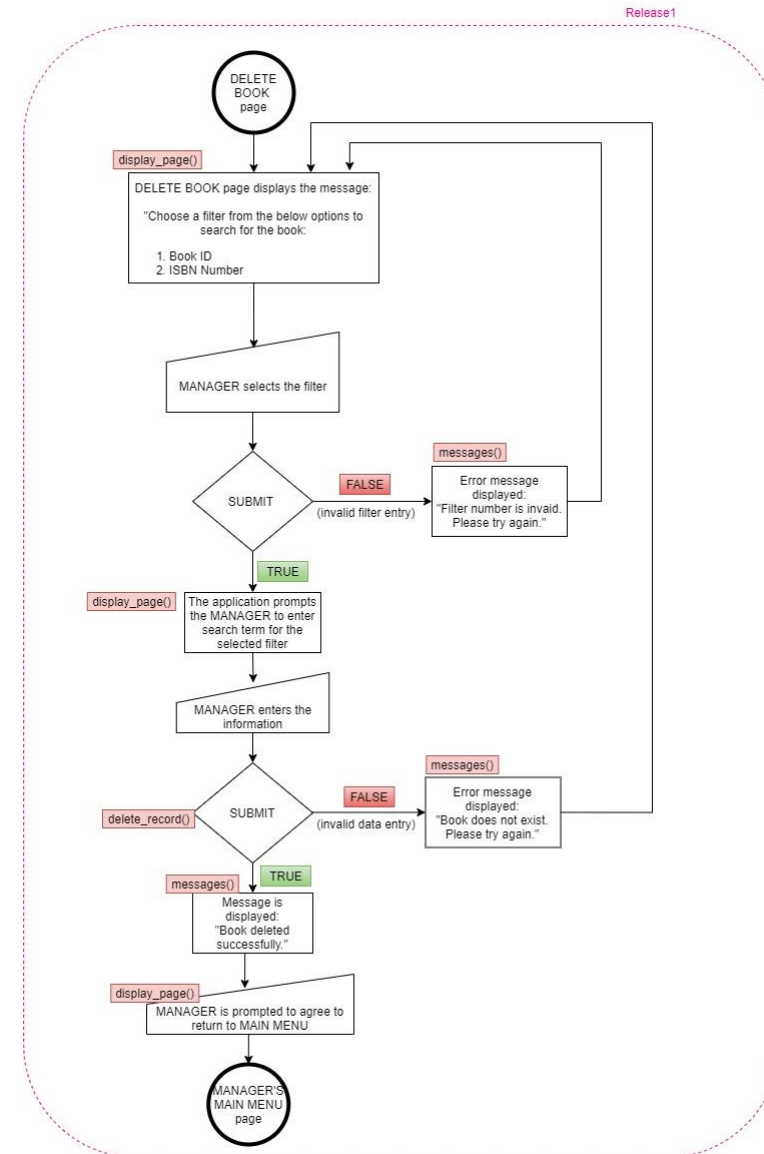 Release1
DELETE
BOOK
page
display_page()
DELETE BOOK page displays the message:
"Choose a filter from the below options to
search for the book:
1. Book ID
2. ISBN Number
MANAGER selects the filter
messages()
SUBMIT
FALSE
(invalid filter entry)
Error message
displayed:
"Filter number is invaid.
Please try again."
TRUE
display_page()
The application prompts
the MANAGER to enter
search term for the
selected filter
MANAGER enters the
information
messages()
delete_record()
SUBMIT
FALSE
(invalid data entry)
Error message
displayed:
"Book does not exist.
Please try again."
TRUE
messages()
Message is
displayed:
"Book deleted
successfully."
display_page()
MANAGER is prompted to agree to
return to MAIN MENU
MANAGER'S
MAIN MENU
page